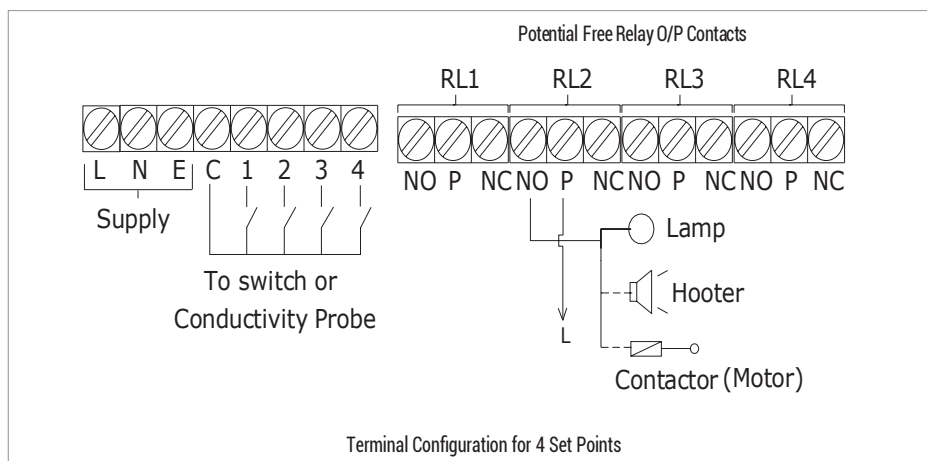 Potential Free Relay O/P Contacts
RL1 RL2 RL3 RL4
L N E C 1 2 3 4
NO P NC NO P NC NO P NC NO P NC
Supply
To switch or
Conductivity Probe
Lamp
Hooter
L
Contactor (Motor)
Terminal Configuration for 4 Set Points